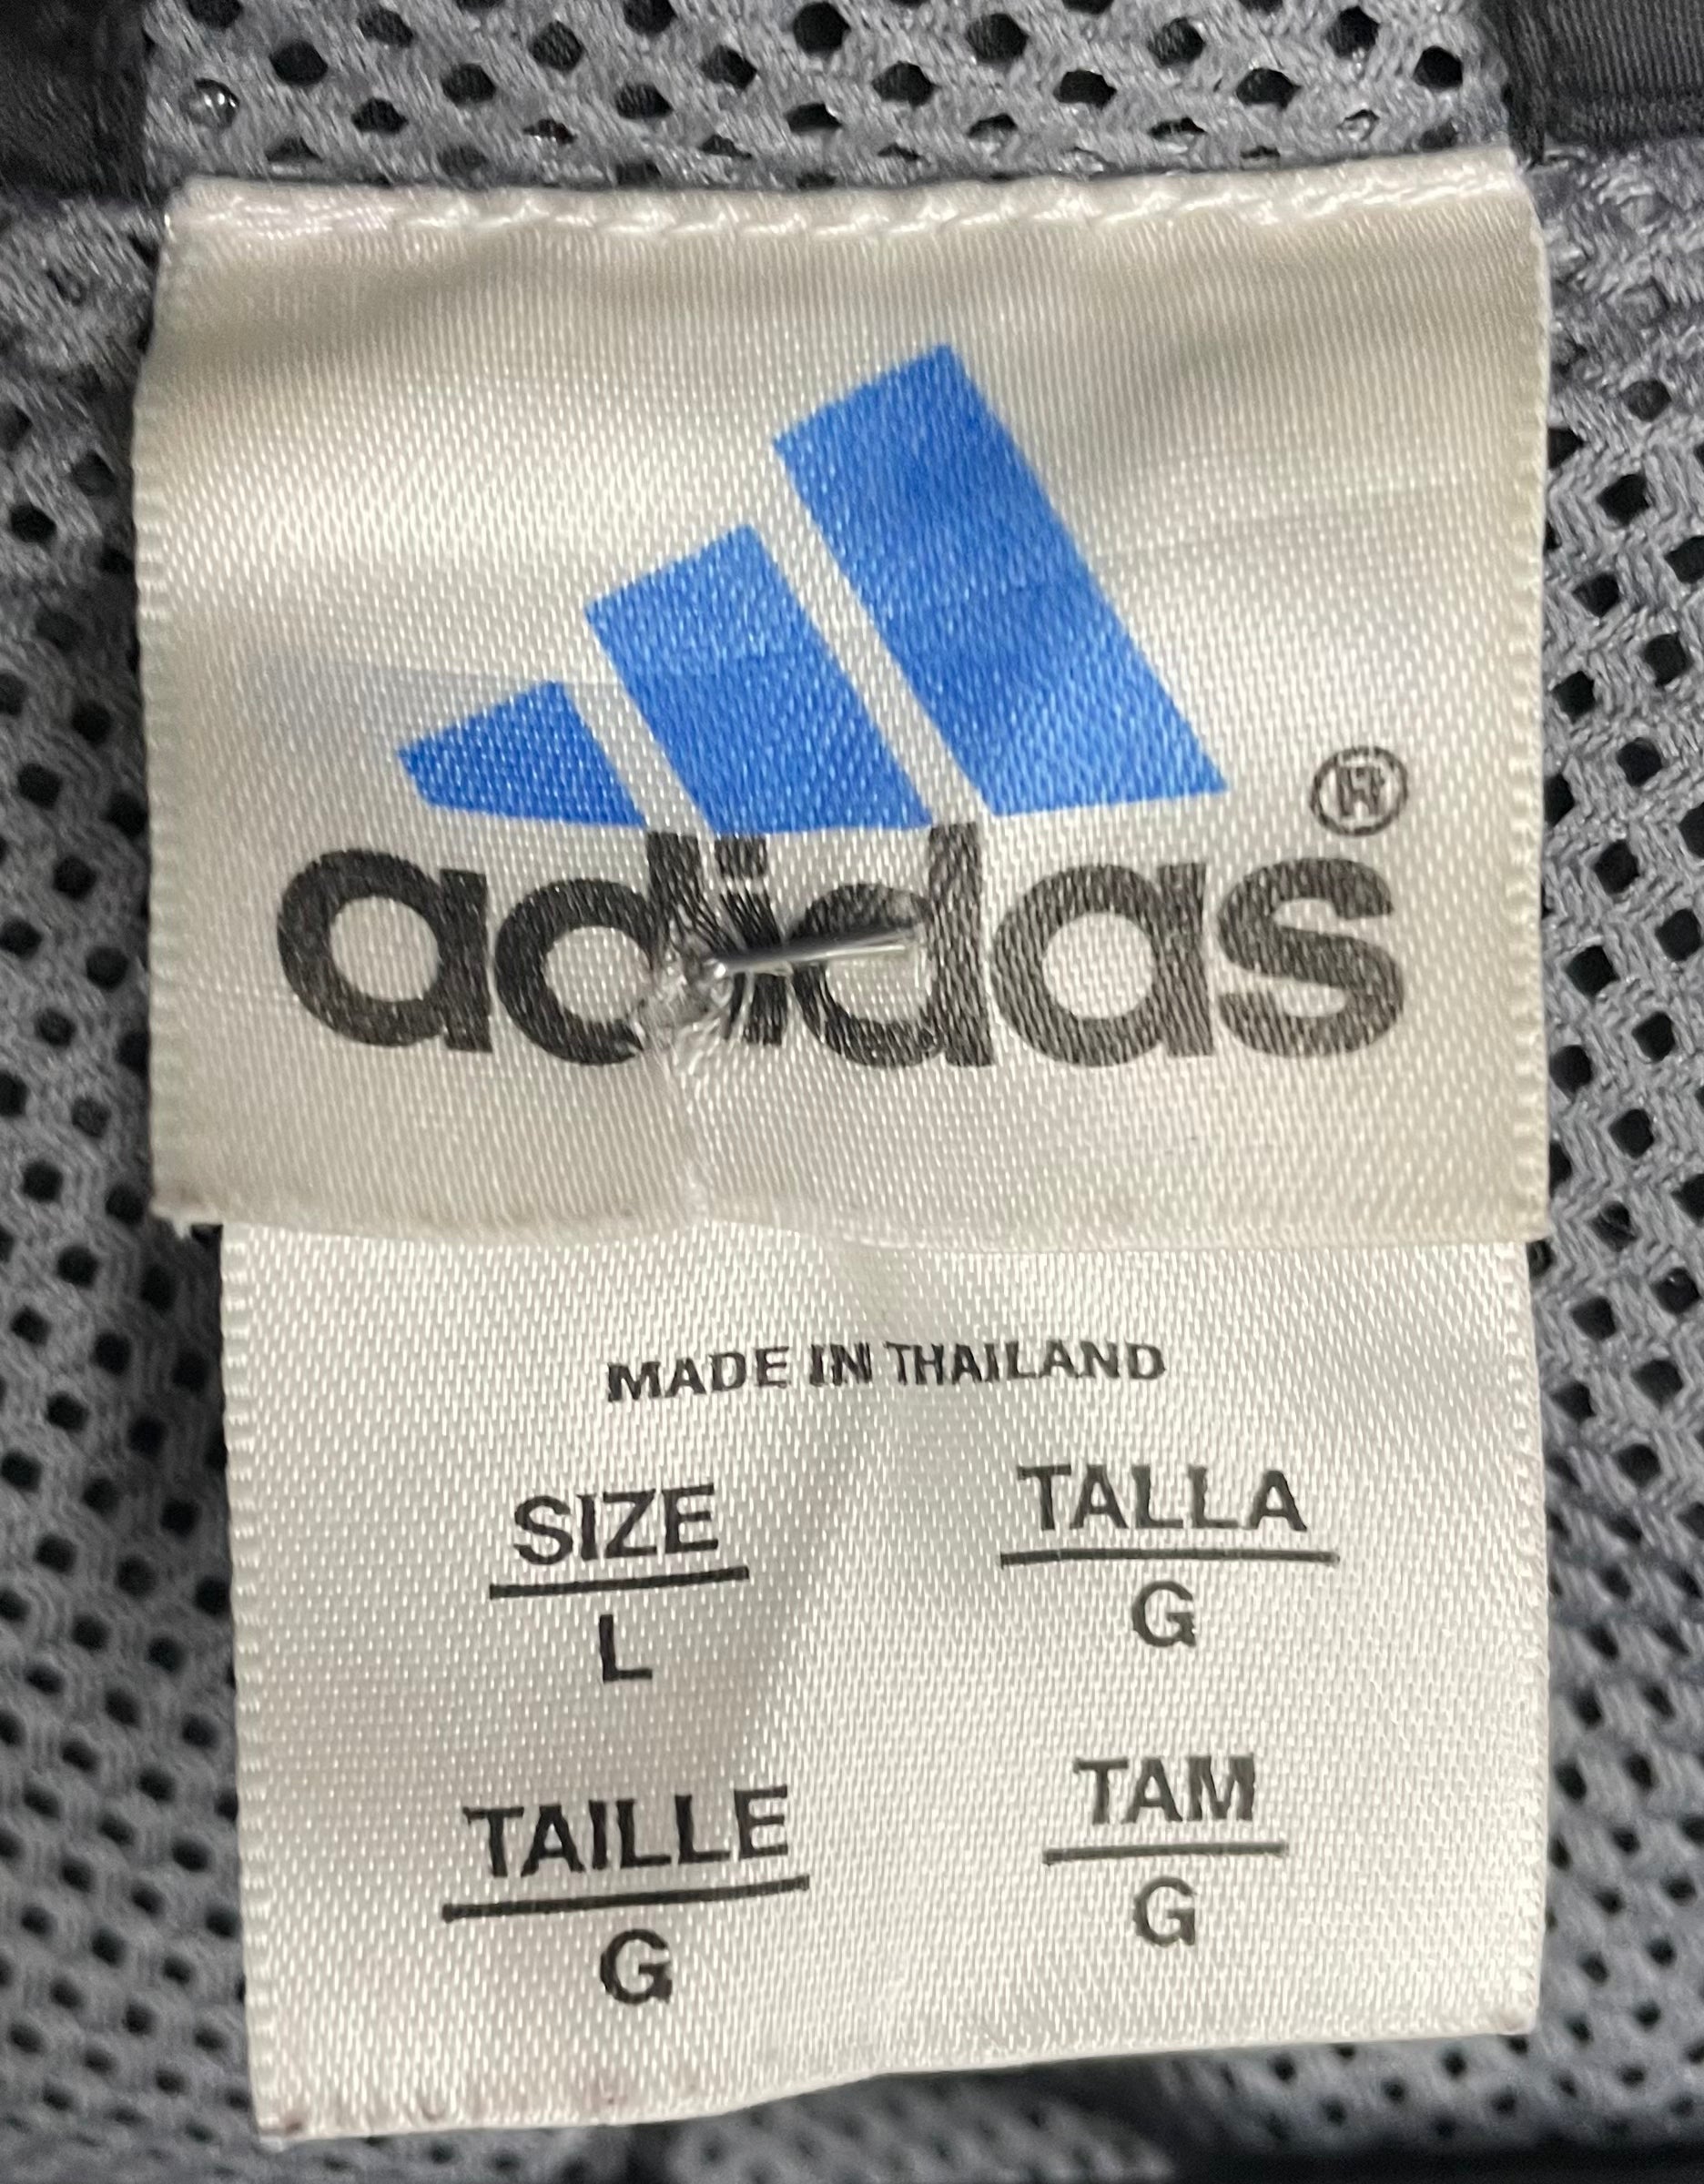 adidas®
MADE IN THAILAND
SIZE TALLA
L G
TAILLE TAM
G G